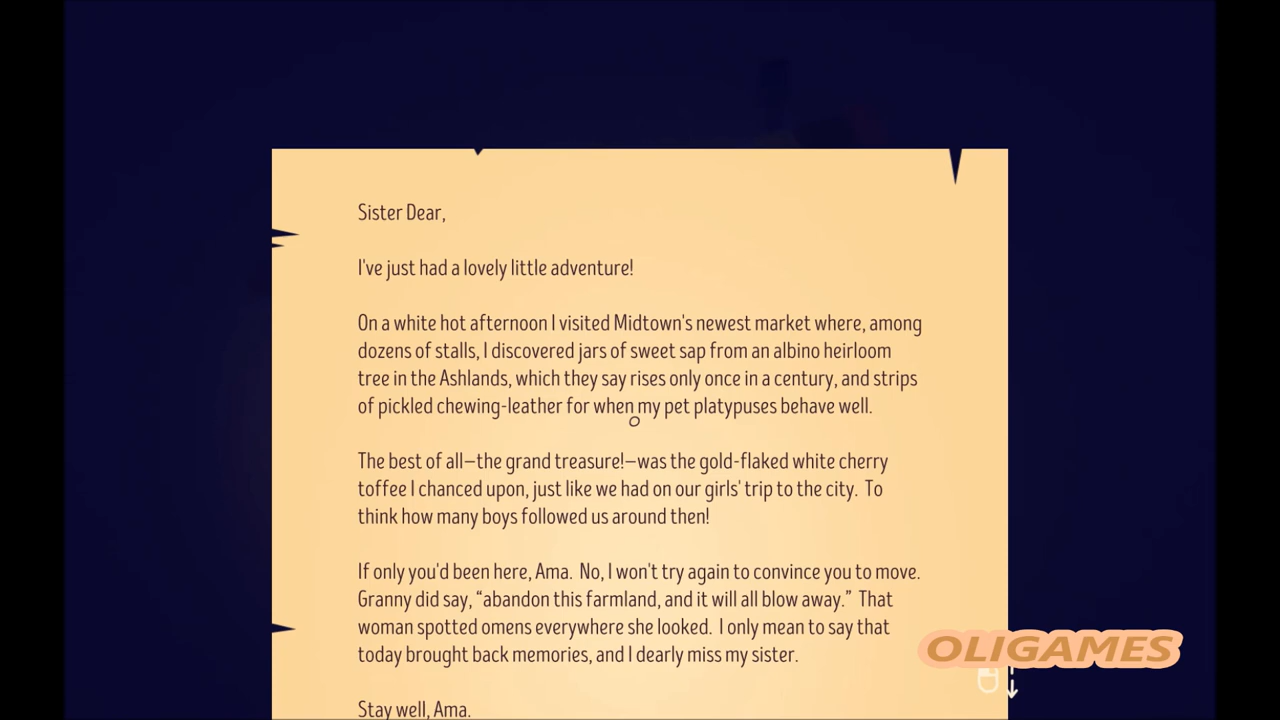 Sister Dear,
I've just had a lovely little adventure!
On a white hot afternoon I visited Midtown's newest market where, among
dozens of stalls, I discovered jars of sweet sap from an albino heirloom
tree in the Ashlands, which they say rises only once in a century, and strips
of pickled chewing-leather for when my pet platypuses behave well.
The best of all—the grand treasure!—was the gold-flaked white cherry
toffee I chanced upon, just like we had on our girls' trip to the city.  To
think how many boys followed us around then!
If only you'd been here, Ama.  No, I won't try again to convince you to move.
Granny did say, “abandon this farmland, and it will all blow away.”  That
woman spotted omens everywhere she looked.  I only mean to say that
today brought back memories, and I dearly miss my sister.
OLIGAMES
Stay well, Ama.